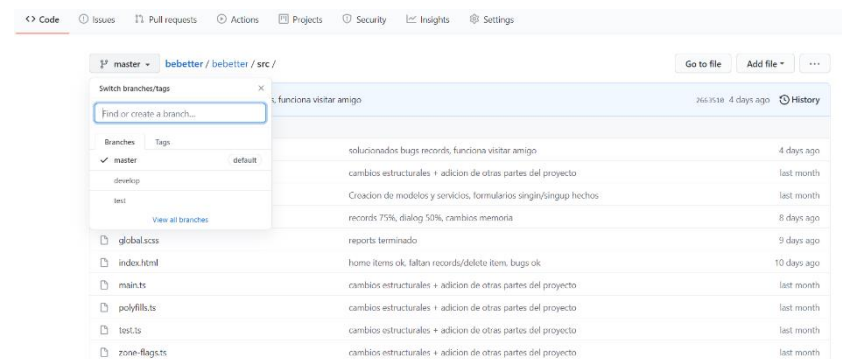 Code Issues Pull requests Actions Projects Security Insights Settings
master bebetter / bebetter / src / Go to file Add file ...
Switch branches/tags
s, funciona visitar amigo 2663510 4 days ago History
Find or create a branch...
Branches Tags
solucionados bugs records, funciona visitar amigo 4 days ago
master default
cambios estructurales + adicion de otras partes del proyecto last month
develop
Creacion de modelos y servicios, formularios singin/singup hechos last month
test
records 75%, dialog 50%, cambios memoria 8 days ago
View all branches
global.scss reports terminado 9 days ago
index.html home items ok, faltan records/delete item, bugs ok 10 days ago
main.ts cambios estructurales + adicion de otras partes del proyecto last month
polyfills.ts cambios estructurales + adicion de otras partes del proyecto last month
test.ts cambios estructurales + adicion de otras partes del proyecto last month
zone-flags.ts cambios estructurales + adicion de otras partes del proyecto last month